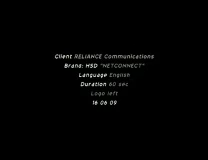 Client RELIANCE Communications
Brand: HSD "NETCONNECT"
Language English
Duration 60 sec
Logo left
16 06 09